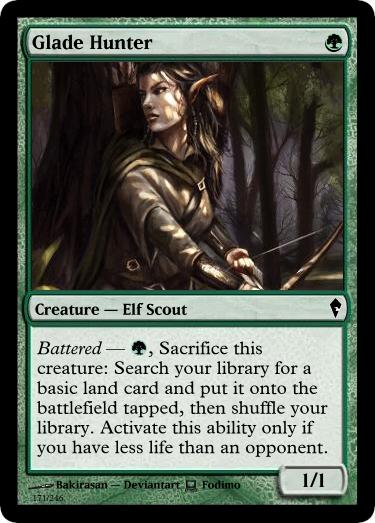 Glade Hunter
Creature — Elf Scout
Battered — , Sacrifice this
creature: Search your library for a
basic land card and put it onto the
battlefield tapped, then shuffle your
library. Activate this ability only if
you have less life than an opponent.
1/1
Bakirasan — Deviantart Fodimo
171/246